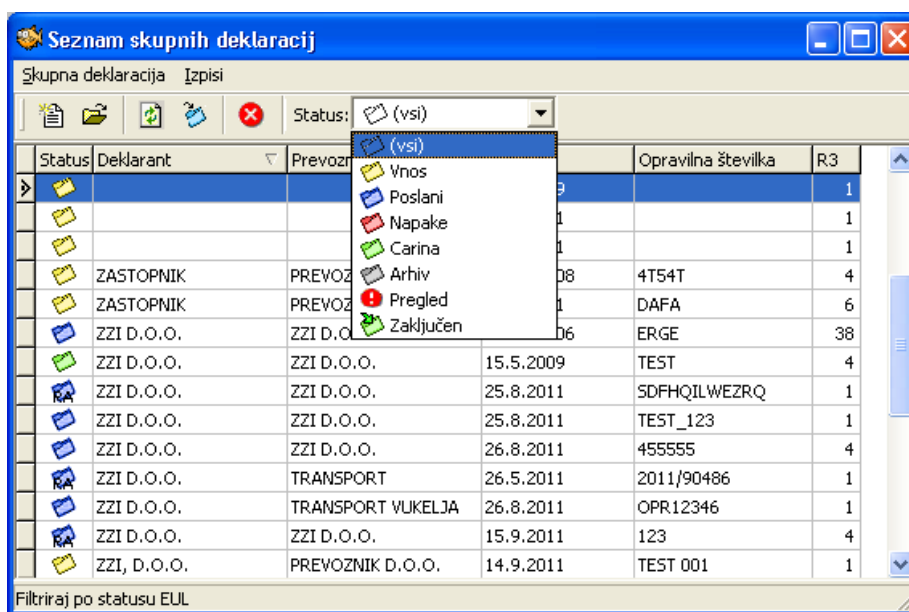 Seznam skupnih deklaracij
Skupna deklaracija Izpisi
Status: (vsi)
(vsi)
Vnos
Poslani
Napake
Carina
Arhiv
Pregled
Zaključen
Status Deklarant Opravilna številka R3
1
1
1
ZASTOPNIK 4T54T 4
ZASTOPNIK DAFA 6
ZZI D.O.O. ERGE 38
ZZI D.O.O. ZZI D.O.O. 15.5.2009 TEST 4
RA ZZI D.O.O. ZZI D.O.O. 25.8.2011 SDFHQILWEZRQ 1
ZZI D.O.O. ZZI D.O.O. 25.8.2011 TEST_123 1
ZZI D.O.O. ZZI D.O.O. 26.8.2011 455555 4
RA ZZI D.O.O. TRANSPORT 26.5.2011 2011/90486 1
ZZI D.O.O. TRANSPORT VUKELJA 26.8.2011 OPR12346 1
RA ZZI D.O.O. ZZI D.O.O. 15.9.2011 123 4
ZZI, D.O.O. PREVOZNIK D.O.O. 14.9.2011 TEST 001 1
Filtriraj po statusu EUL